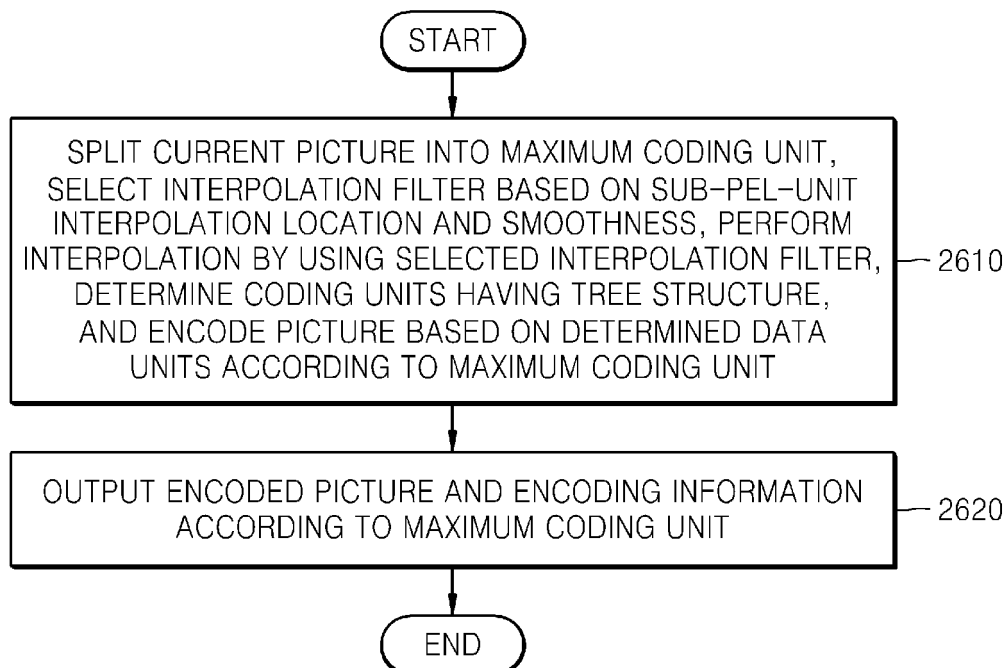 START
SPLIT CURRENT PICTURE INTO MAXIMUM CODING UNIT,
SELECT INTERPOLATION FILTER BASED ON SUB-PEL-UNIT
INTERPOLATION LOCATION AND SMOOTHNESS, PERFORM
INTERPOLATION BY USING SELECTED INTERPOLATION FILTER,
DETERMINE CODING UNITS HAVING TREE STRUCTURE,
AND ENCODE PICTURE BASED ON DETERMINED DATA
UNITS ACCORDING TO MAXIMUM CODING UNIT
2610
OUTPUT ENCODED PICTURE AND ENCODING INFORMATION
ACCORDING TO MAXIMUM CODING UNIT
2620
END